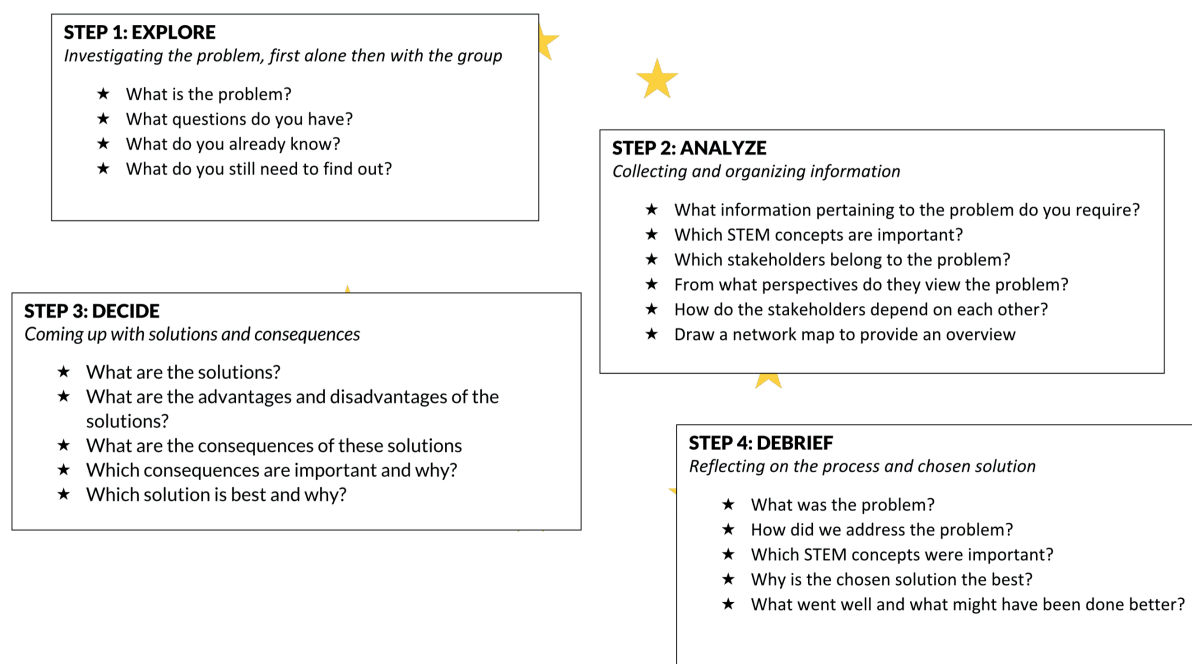 STEP 1: EXPLORE
Investigating the problem, first alone then with the group
★ What is the problem?
★ What questions do you have?
★ What do you already know?
★ What do you still need to find out?
STEP 2: ANALYZE
Collecting and organizing information
★ What information pertaining to the problem do you require?
★ Which STEM concepts are important?
★ Which stakeholders belong to the problem?
★ From what perspectives do they view the problem?
★ How do the stakeholders depend on each other?
★ Draw a network map to provide an overview
STEP 3: DECIDE
Coming up with solutions and consequences
★ What are the solutions?
★ What are the advantages and disadvantages of the
solutions?
★ What are the consequences of these solutions
★ Which consequences are important and why?
★ Which solution is best and why?
STEP 4: DEBRIEF
Reflecting on the process and chosen solution
★ What was the problem?
★ How did we address the problem?
★ Which STEM concepts were important?
★ Why is the chosen solution the best?
★ What went well and what might have been done better?